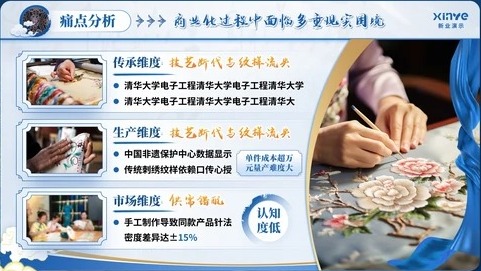 痛点分析
商业化过程中面临多重现实困境
xinye
新业演示
传承维度 技艺断代与纹样流失
清华大学电子工程清华大学电子工程清华大学
清华大学电子工程清华大学电子工程清华大
生产维度 技艺断代与纹样流失
中国非遗保护中心数据显示
传统刺绣纹样依赖口传心授
单件成本超万
元量产难度大
市场维度 供需错配
手工制作导致同款产品针法
密度差异达±15%
认知
度低